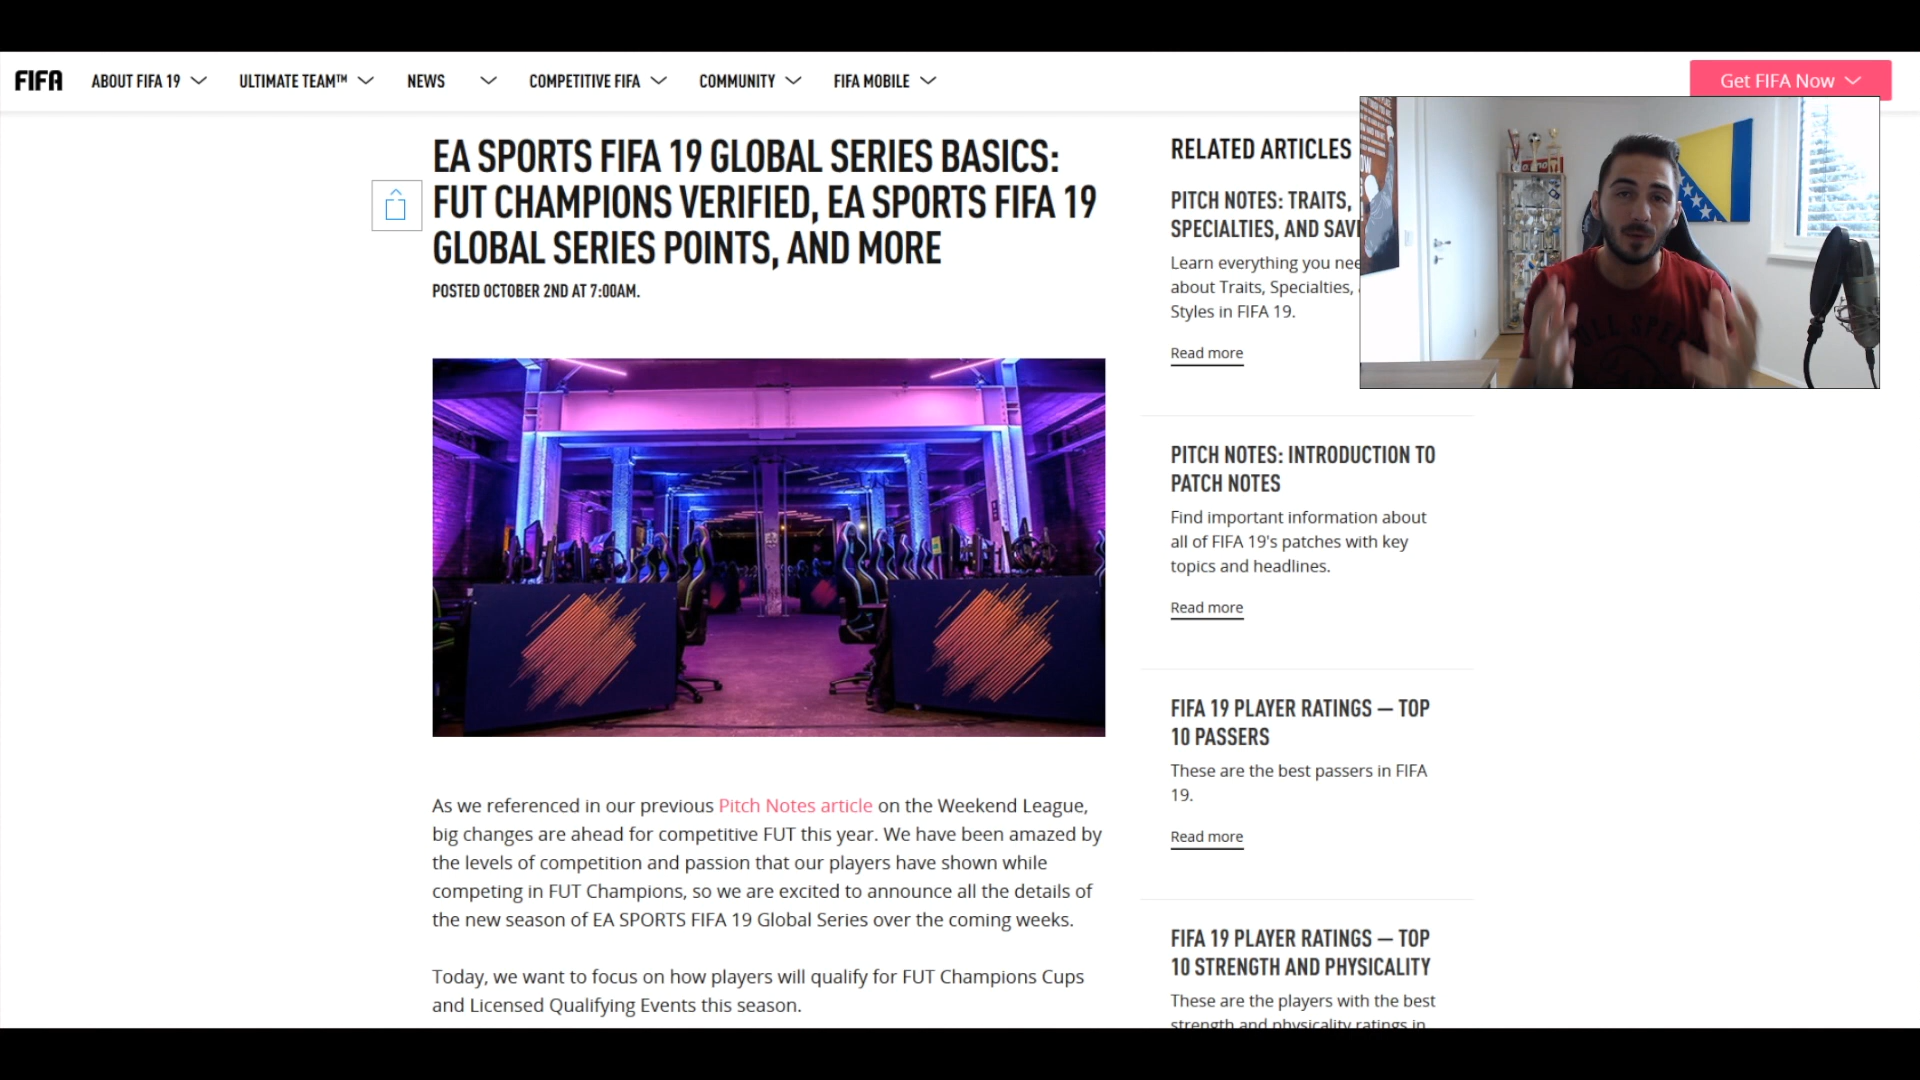 FIFA
ABOUT FIFA 19
ULTIMATE TEAM™
NEWS
COMPETITIVE FIFA
COMMUNITY
FIFA MOBILE
Get FIFA Now
EA SPORTS FIFA 19 GLOBAL SERIES BASICS:
FUT CHAMPIONS VERIFIED, EA SPORTS FIFA 19
GLOBAL SERIES POINTS, AND MORE
POSTED OCTOBER 2ND AT 7:00AM.
As we referenced in our previous Pitch Notes article on the Weekend League,
big changes are ahead for competitive FUT this year. We have been amazed by
the levels of competition and passion that our players have shown while
competing in FUT Champions, so we are excited to announce all the details of
the new season of EA SPORTS FIFA 19 Global Series over the coming weeks.
Today, we want to focus on how players will qualify for FUT Champions Cups
and Licensed Qualifying Events this season.
RELATED ARTICLES
PITCH NOTES: TRAITS,
SPECIALTIES, AND SAVI
Learn everything you nee
about Traits, Specialties,
Styles in FIFA 19.
Read more
PITCH NOTES: INTRODUCTION TO
PATCH NOTES
Find important information about
all of FIFA 19's patches with key
topics and headlines.
Read more
FIFA 19 PLAYER RATINGS — TOP
10 PASSERS
These are the best passers in FIFA
19.
Read more
FIFA 19 PLAYER RATINGS — TOP
10 STRENGTH AND PHYSICALITY
These are the players with the best
strength and physicality ratings in